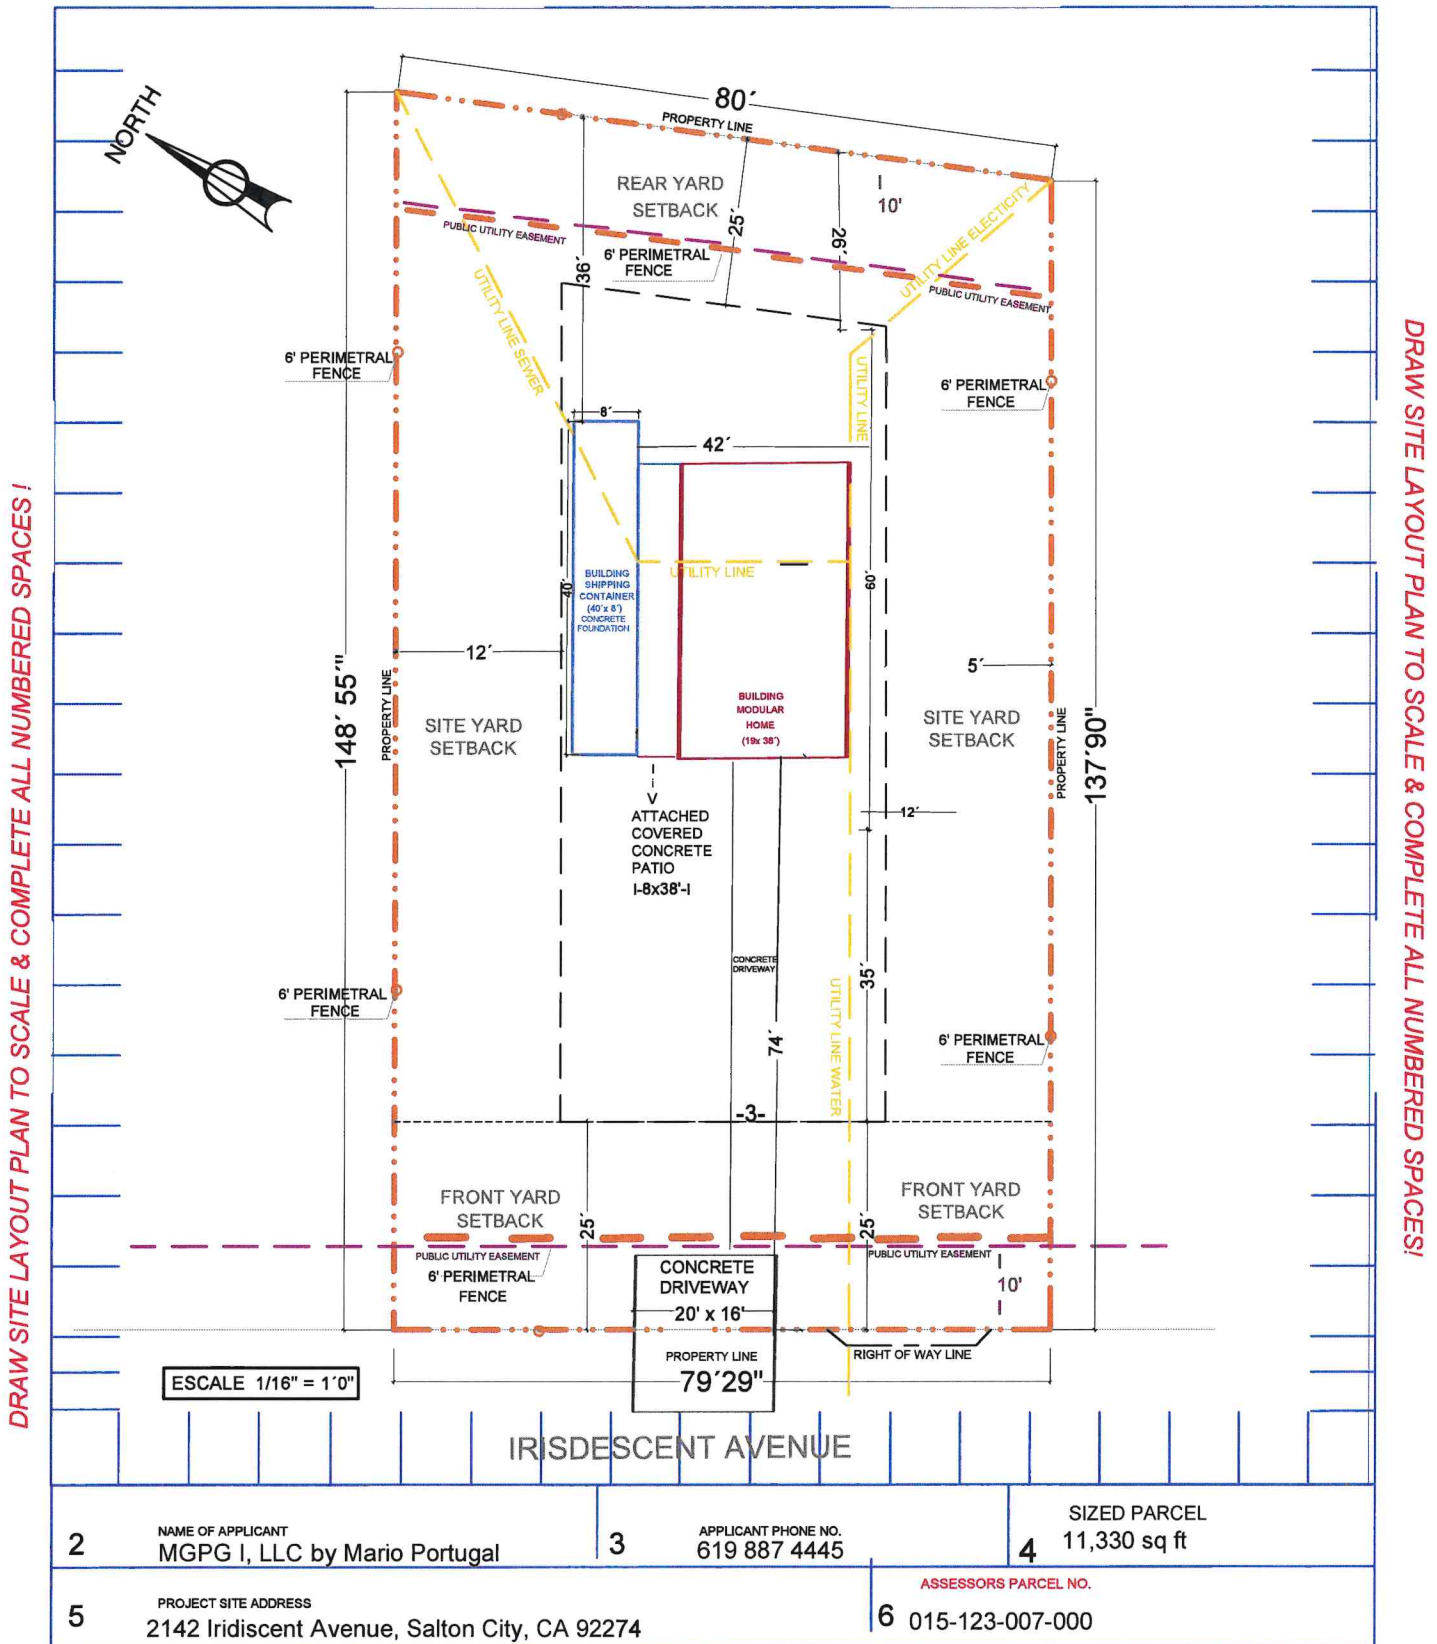 DRAW SITE LAYOUT PLAN TO SCALE & COMPLETE ALL NUMBERED SPACES !
DRAW SITE LAYOUT PLAN TO SCALE & COMPLETE ALL NUMBERED SPACES!
NORTH
80´
PROPERTY LINE
REAR YARD
SETBACK
10'
25´
26´
36´
PUBLIC UTILITY EASEMENT
6' PERIMETRAL
FENCE
UTILITY LINE ELECTICITY
PUBLIC UTILITY EASEMENT
UTILITY LINE SEWER
6' PERIMETRAL
FENCE
UTILITY LINE
6' PERIMETRAL
FENCE
8´
42´
BUILDING
SHIPPING
CONTAINER
(40'x 8')
CONCRETE
FOUNDATION
40´
UTILITY LINE
60´
12´
5´
148´ 55´"
PROPERTY LINE
BUILDING
MODULAR
HOME
(19x 38')
SITE YARD
SETBACK
SITE YARD
SETBACK
PROPERTY LINE
137´90"
ATTACHED
COVERED
CONCRETE
PATIO
I-8x38'-I
12´
CONCRETE
DRIVEWAY
35´
UTILITY LINE WATER
74´
6' PERIMETRAL
FENCE
6' PERIMETRAL
FENCE
-3-
FRONT YARD
SETBACK
25´
FRONT YARD
SETBACK
25´
PUBLIC UTILITY EASEMENT
6' PERIMETRAL
FENCE
PUBLIC UTILITY EASEMENT
10'
CONCRETE
DRIVEWAY
20' x 16'
RIGHT OF WAY LINE
PROPERTY LINE
79´29"
ESCALE 1/16" = 1´0"
IRISDESCENT AVENUE
2
NAME OF APPLICANT
MGPG I, LLC by Mario Portugal
3
APPLICANT PHONE NO.
619 887 4445
4
SIZED PARCEL
11,330 sq ft
5
PROJECT SITE ADDRESS
2142 Iridiscent Avenue, Salton City, CA 92274
6
ASSESSORS PARCEL NO.
015-123-007-000